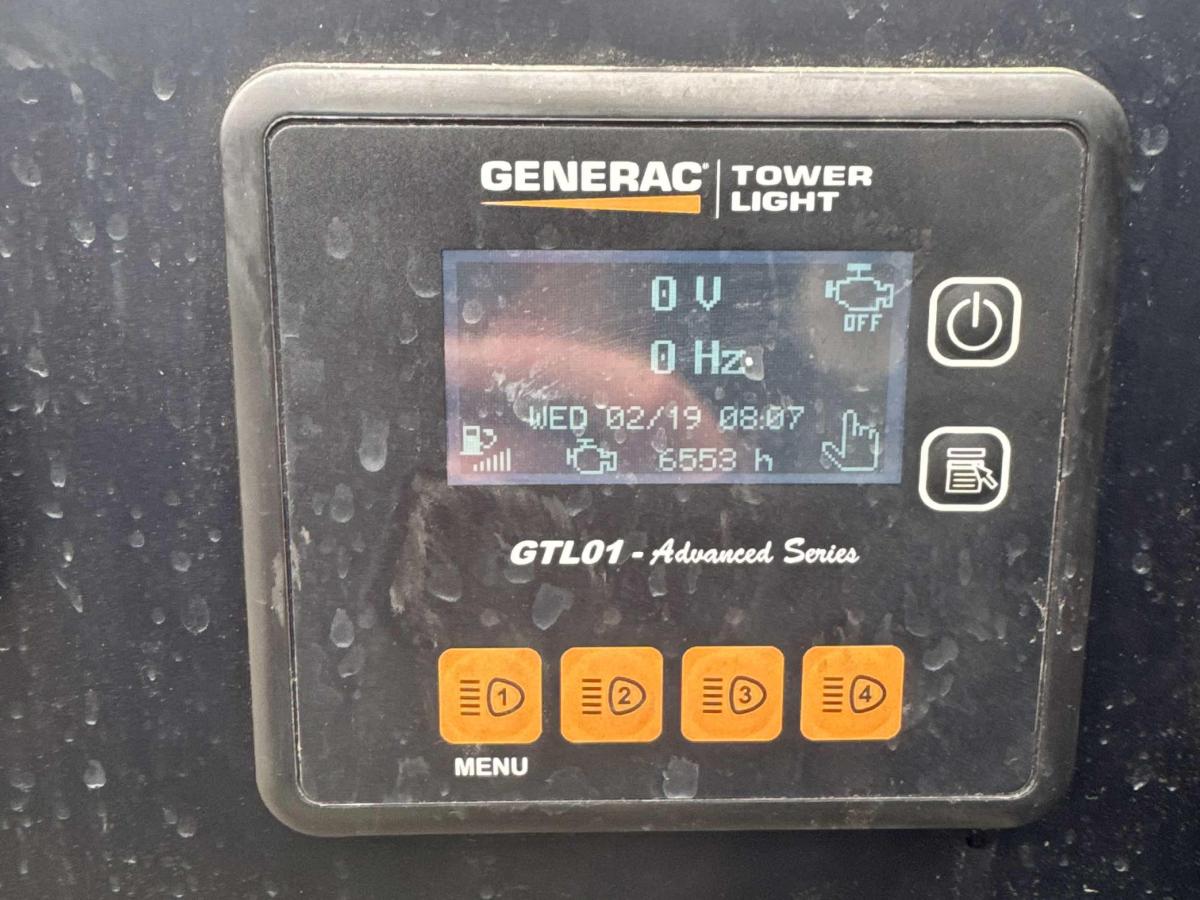 GENERAC® TOWER LIGHT
0 V
OFF
0 Hz
WED 02/19 08:07
6553 h
GTL01 - Advanced Series
1 2 3 4
MENU